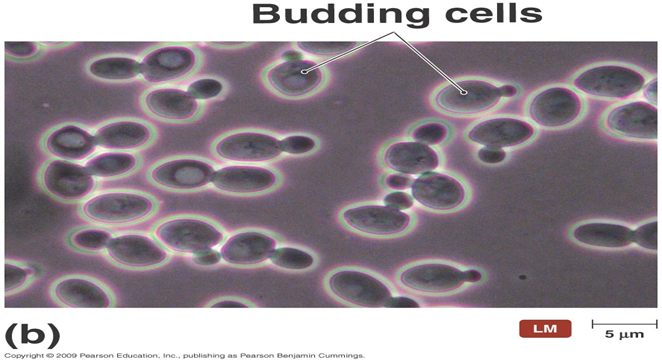 Budding cells
(b)
LM
5 µm
Copyright © 2009 Pearson Education, Inc., publishing as Pearson Benjamin Cummings.